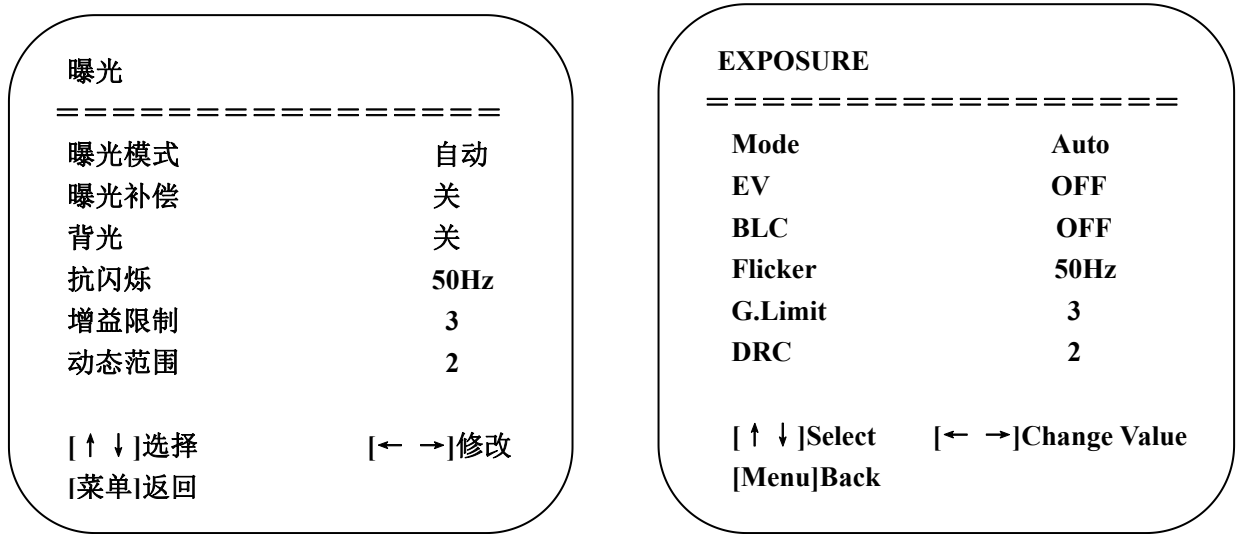 曝光
=================
曝光模式 自动
曝光补偿 关
背光 关
抗闪烁 50Hz
增益限制 3
动态范围 2
[↑ ↓]选择 [← →]修改
[菜单]返回
EXPOSURE
=================
Mode Auto
EV OFF
BLC OFF
Flicker 50Hz
G.Limit 3
DRC 2
[↑ ↓]Select [← →]Change Value
[Menu]Back